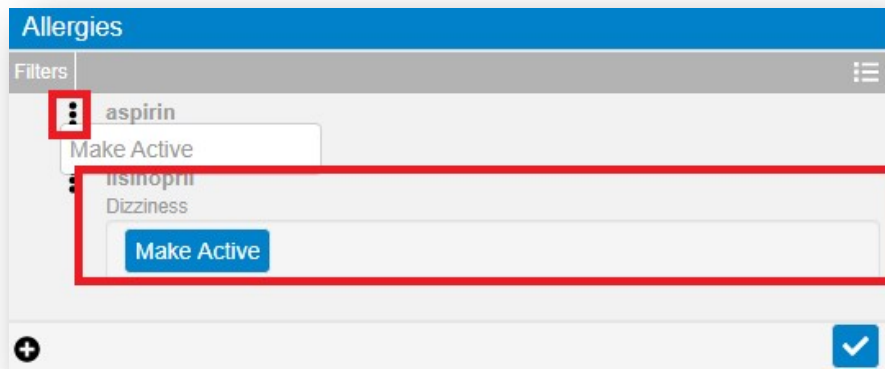 Allergies
Filters
aspirin
Make Active
lisinopril
Dizziness
Make Active